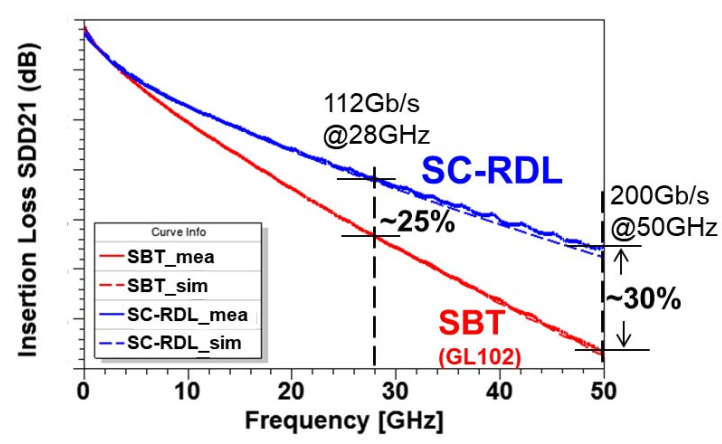 Insertion Loss SDD21 (dB)
112Gb/s
@28GHz
SC-RDL
200Gb/s
@50GHz
~25%
~30%
Curve Info
SBT_mea
SBT_sim
SC-RDL_mea
SC-RDL_sim
SBT
(GL102)
0 10 20 30 40 50
Frequency [GHz]